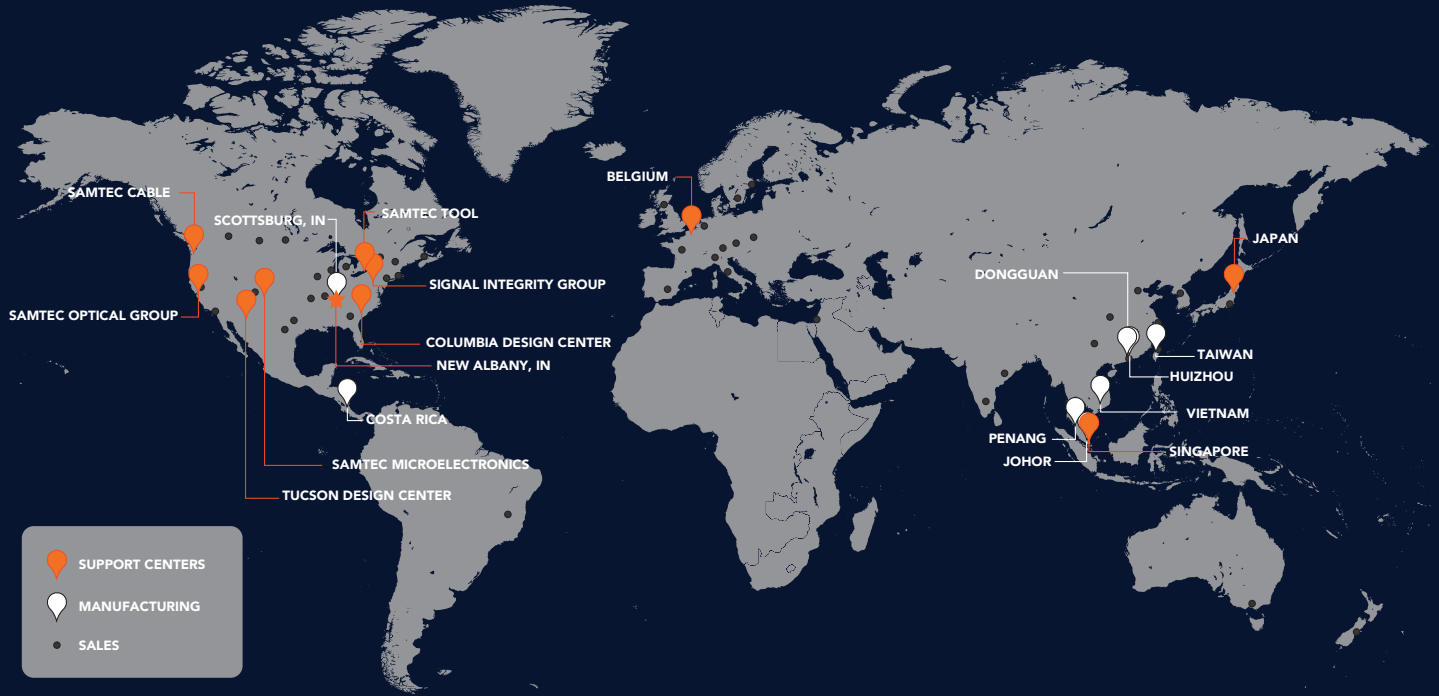 SAMTEC CABLE
SCOTTSBURG, IN
SAMTEC TOOL
SIGNAL INTEGRITY GROUP
SAMTEC OPTICAL GROUP
COLUMBIA DESIGN CENTER
NEW ALBANY, IN
COSTA RICA
SAMTEC MICROELECTRONICS
TUCSON DESIGN CENTER
BELGIUM
JAPAN
DONGGUAN
TAIWAN
HUIZHOU
VIETNAM
PENANG
SINGAPORE
JOHOR
SUPPORT CENTERS
MANUFACTURING
SALES